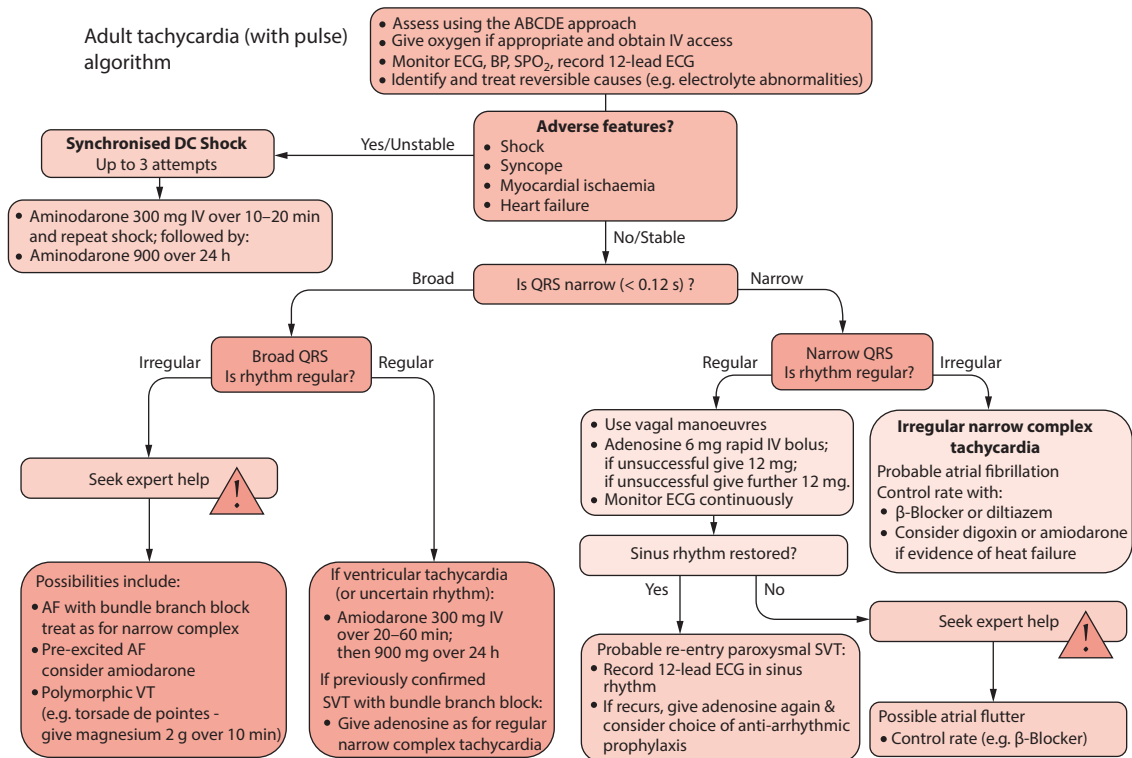 Adult tachycardia (with pulse)
algorithm
• Assess using the ABCDE approach
• Give oxygen if appropriate and obtain IV access
• Monitor ECG, BP, SPO₂, record 12-lead ECG
• Identify and treat reversible causes (e.g. electrolyte abnormalities)
Adverse features?
• Shock
• Syncope
• Myocardial ischaemia
• Heart failure
Yes/Unstable
Synchronised DC Shock
Up to 3 attempts
• Aminodarone 300 mg IV over 10–20 min
and repeat shock; followed by:
• Aminodarone 900 over 24 h
No/Stable
Is QRS narrow (< 0.12 s) ?
Broad
Narrow
Broad QRS
Is rhythm regular?
Irregular
Regular
Narrow QRS
Is rhythm regular?
Regular
Irregular
Seek expert help
!
Possibilities include:
• AF with bundle branch block
treat as for narrow complex
• Pre-excited AF
consider amiodarone
• Polymorphic VT
(e.g. torsade de pointes -
give magnesium 2 g over 10 min)
If ventricular tachycardia
(or uncertain rhythm):
• Amiodarone 300 mg IV
over 20–60 min;
then 900 mg over 24 h
If previously confirmed
SVT with bundle branch block:
• Give adenosine as for regular
narrow complex tachycardia
• Use vagal manoeuvres
• Adenosine 6 mg rapid IV bolus;
if unsuccessful give 12 mg;
if unsuccessful give further 12 mg.
• Monitor ECG continuously
Irregular narrow complex
tachycardia
Probable atrial fibrillation
Control rate with:
• β-Blocker or diltiazem
• Consider digoxin or amiodarone
if evidence of heat failure
Sinus rhythm restored?
Yes
No
Probable re-entry paroxysmal SVT:
• Record 12-lead ECG in sinus
rhythm
• If recurs, give adenosine again &
consider choice of anti-arrhythmic
prophylaxis
Seek expert help
!
Possible atrial flutter
• Control rate (e.g. β-Blocker)